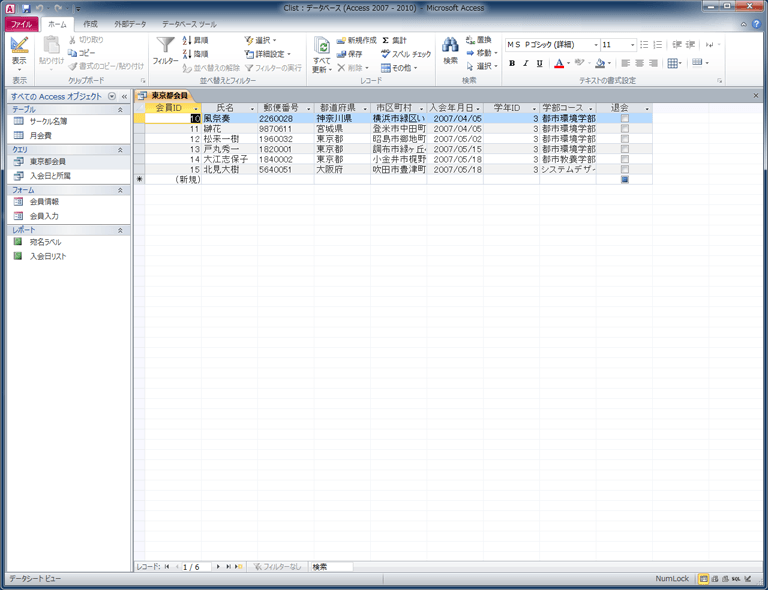 Clist : データベース (Access 2007 - 2010) - Microsoft Access
ファイル ホーム 作成 外部データ データベース ツール
表示
表示
貼り付け
切り取り
コピー
書式のコピー/貼り付け
クリップボード
フィルター
昇順
降順
並べ替えの解除
選択
詳細設定
フィルターの実行
並べ替えとフィルター
すべて更新
新規作成
保存
削除
集計
スペル チェック
その他
レコード
検索
置換
移動
選択
検索
MS Pゴシック (詳細) 11
B I U A
テキストの書式設定
すべての Access オブジェクト
テーブル
サークル名簿
月会費
クエリ
東京都会員
入会日と所属
フォーム
会員情報
会員入力
レポート
宛名ラベル
入会日リスト
東京都会員
会員ID 氏名 郵便番号 都道府県 市区町村 入会年月日 学年ID 学部コース 退会
10 風祭奏 2260028 神奈川県 横浜市緑区い 2007/04/05 3 都市環境学部
11 榊花 9870611 宮城県 登米市中田町 2007/04/05 3 都市環境学部
12 松来一樹 1960032 東京都 昭島市郷地町 2007/05/02 3 都市環境学部
13 戸丸秀一 1820001 東京都 調布市緑ヶ丘 2007/05/15 3 都市環境学部
14 大江志保子 1840002 東京都 小金井市梶野 2007/05/18 3 都市教養学部
15 北見大樹 5640051 大阪府 吹田市豊津町 2007/05/18 3 システムデザ
(新規)
レコード: 1 / 6 フィルターなし 検索
データシート ビュー NumLock SQL